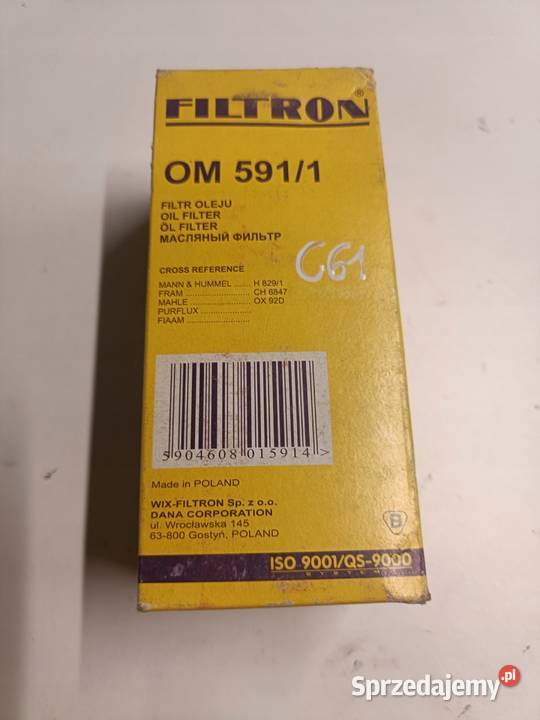 FILTRON®
OM 591/1
FILTR OLEJU
OIL FILTER
ÖL FILTER
МАСЛЯНЫЙ ФИЛЬТР
C61
CROSS REFERENCE
MANN & HUMMEL ...... H 829/1
FRAM .......................... CH 6847
MAHLE ........................ OX 92D
PURFLUX ....................
FIAAM .........................
5904608 015914 >
Made in POLAND
WIX-FILTRON Sp. z o.o.
DANA CORPORATION
ul. Wrocławska 145
63-800 Gostyń, POLAND
B
ISO 9001/QS-9000
SYSTEM
Sprzedajemy.pl